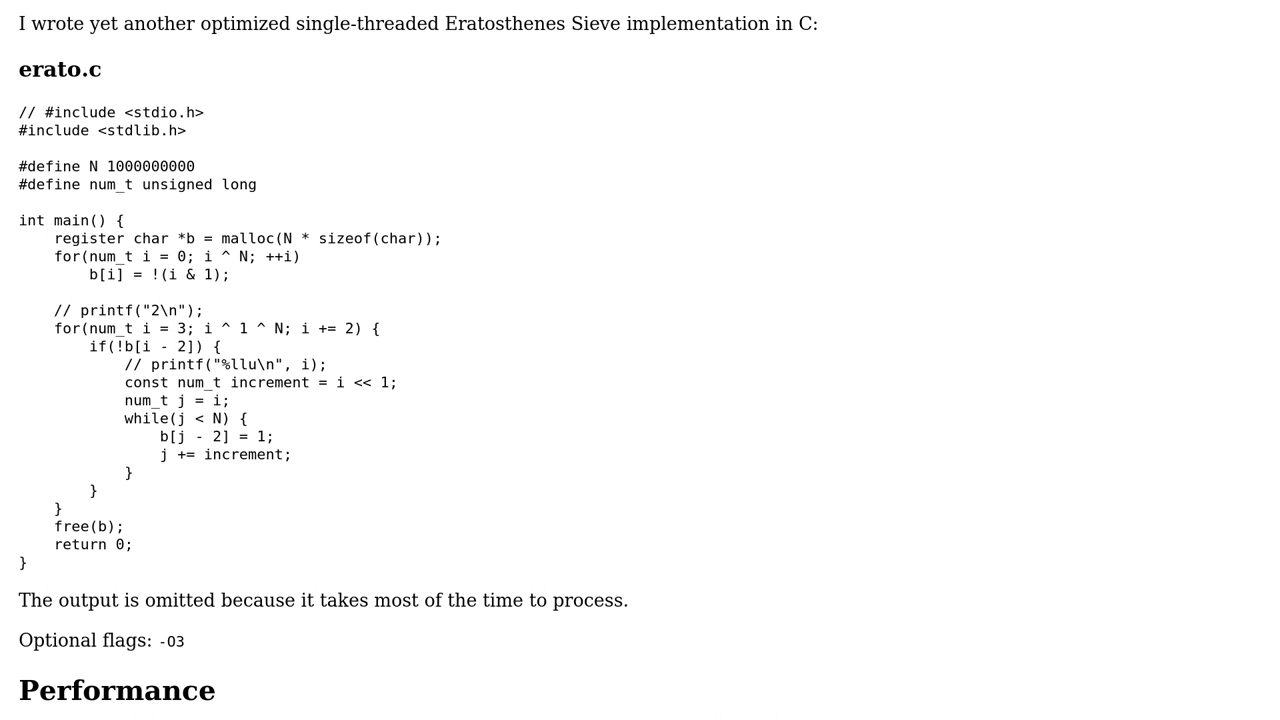 I wrote yet another optimized single-threaded Eratosthenes Sieve implementation in C:
erato.c
// #include <stdio.h>
#include <stdlib.h>

#define N 1000000000
#define num_t unsigned long

int main() {
    register char *b = malloc(N * sizeof(char));
    for(num_t i = 0; i ^ N; ++i)
        b[i] = !(i & 1);

    // printf("2\n");
    for(num_t i = 3; i ^ 1 ^ N; i += 2) {
        if(!b[i - 2]) {
            // printf("%llu\n", i);
            const num_t increment = i << 1;
            num_t j = i;
            while(j < N) {
                b[j - 2] = 1;
                j += increment;
            }
        }
    }
    free(b);
    return 0;
}
The output is omitted because it takes most of the time to process.
Optional flags: -O3
Performance